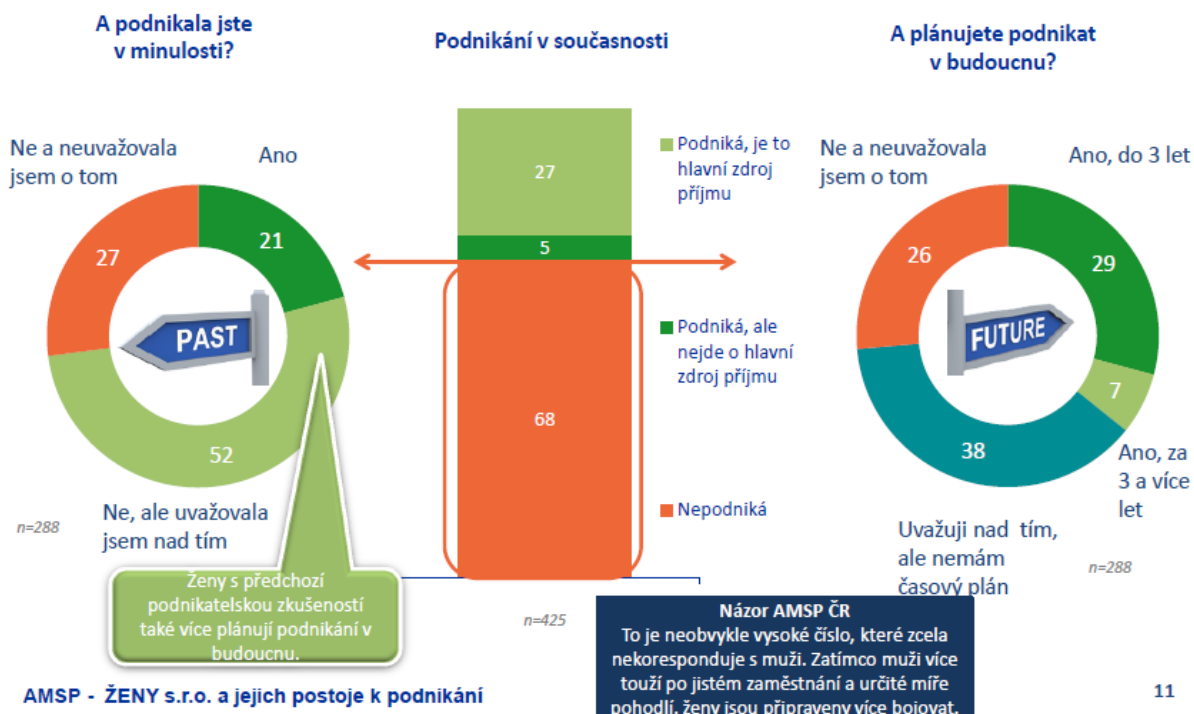 A podnikala jste
v minulosti?
Podnikání v současnosti
A plánujete podnikat
v budoucnu?
Ne a neuvažovala
jsem o tom
Ano
27
21
PAST
52
Ne, ale uvažovala
jsem nad tím
n=288
Ženy s předchozí
podnikatelskou zkušeností
také více plánují podnikání v
budoucnu.
27
5
68
n=425
Podniká, je to
hlavní zdroj
příjmu
Podniká, ale
nejde o hlavní
zdroj příjmu
Nepodniká
Ne a neuvažovala
jsem o tom
Ano, do 3 let
26
29
FUTURE
7
38
Ano, za
3 a více
let
Uvažuji nad tím,
ale nemám
časový plán
n=288
Názor AMSP ČR
To je neobvykle vysoké číslo, které zcela
nekoresponduje s muži. Zatímco muži více
touží po jistém zaměstnání a určité míře
pohodlí, ženy jsou připraveny více bojovat.
AMSP - ŽENY s.r.o. a jejich postoje k podnikání
11